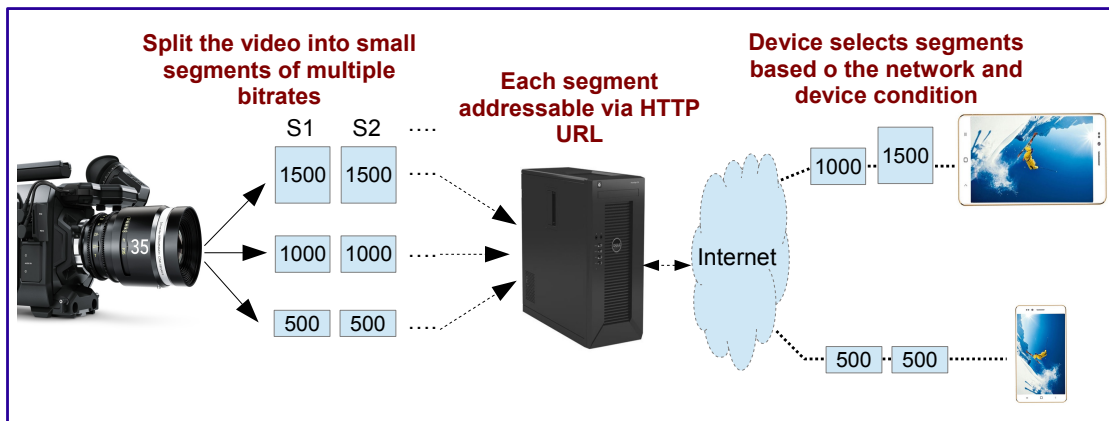 Split the video into small
segments of multiple
bitrates
Each segment
addressable via HTTP
URL
Device selects segments
based o the network and
device condition
S1 S2 ....
1500 1500
1000 1000 ....
500 500 ....
35
Internet
1000 1500
500 500